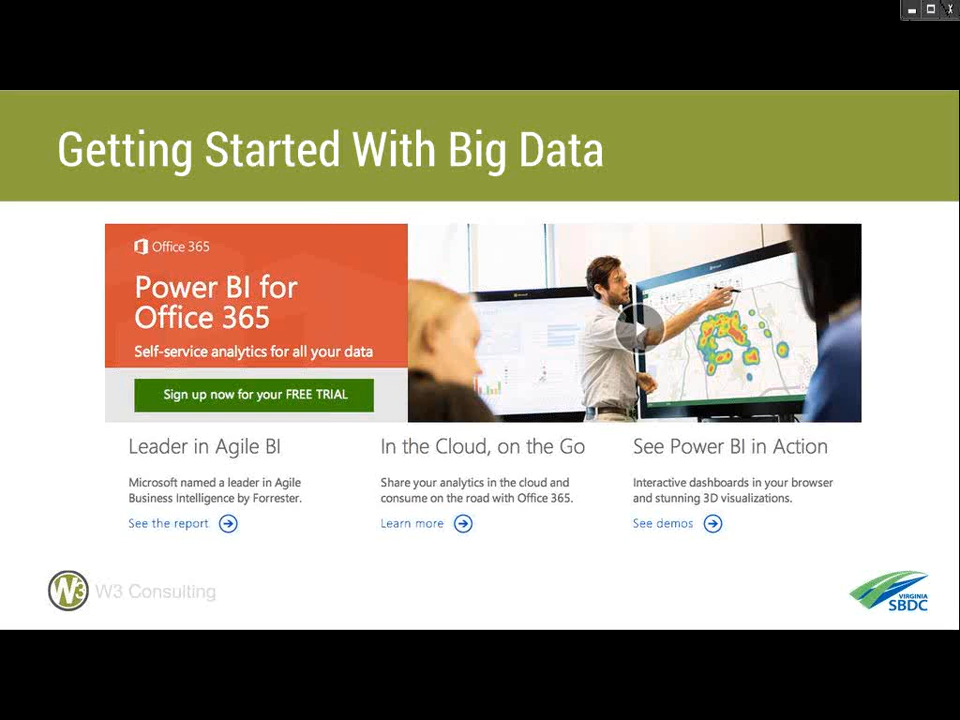 Getting Started With Big Data
Office 365
Power BI for
Office 365
Self-service analytics for all your data
Sign up now for your FREE TRIAL
Leader in Agile BI
Microsoft named a leader in Agile
Business Intelligence by Forrester.
See the report
In the Cloud, on the Go
Share your analytics in the cloud and
consume on the road with Office 365.
Learn more
See Power BI in Action
Interactive dashboards in your browser
and stunning 3D visualizations.
See demos
W3 W3 Consulting
VIRGINIA
SBDC